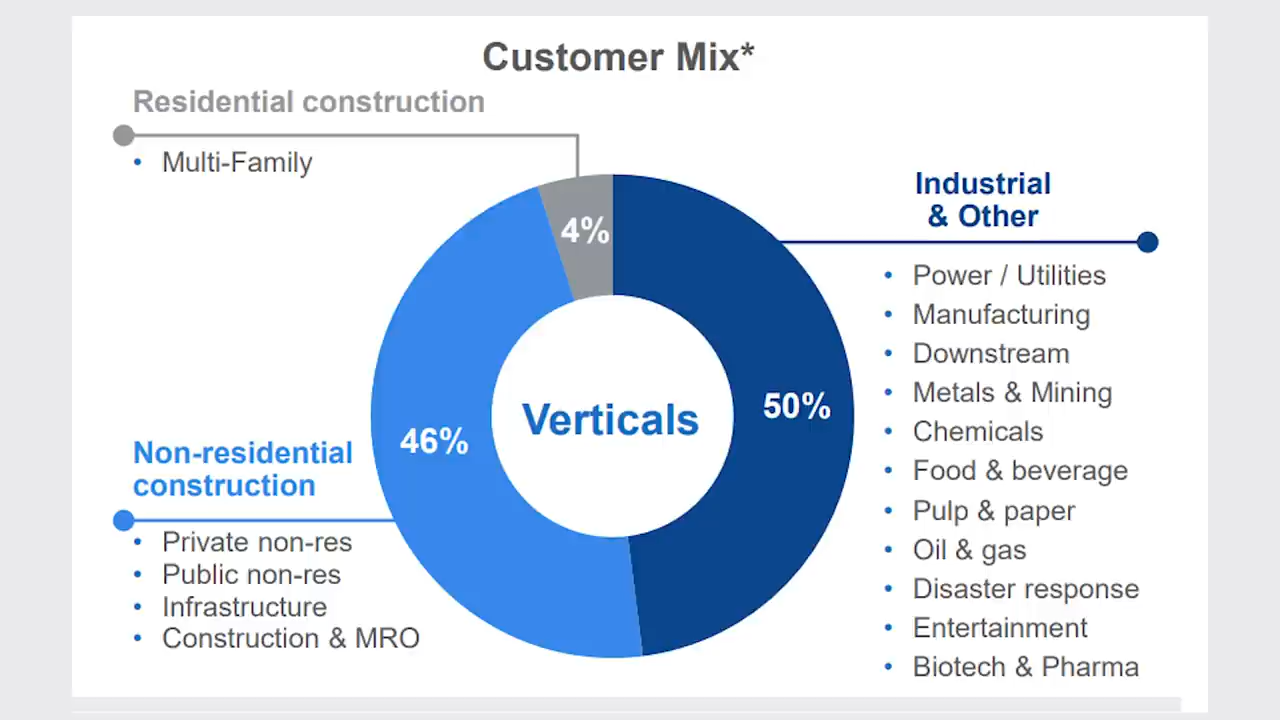 Customer Mix*
Residential construction
• Multi-Family
4%
Industrial
& Other
• Power / Utilities
• Manufacturing
• Downstream
• Metals & Mining
• Chemicals
• Food & beverage
• Pulp & paper
• Oil & gas
• Disaster response
• Entertainment
• Biotech & Pharma
50%
Verticals
46%
Non-residential
construction
• Private non-res
• Public non-res
• Infrastructure
• Construction & MRO